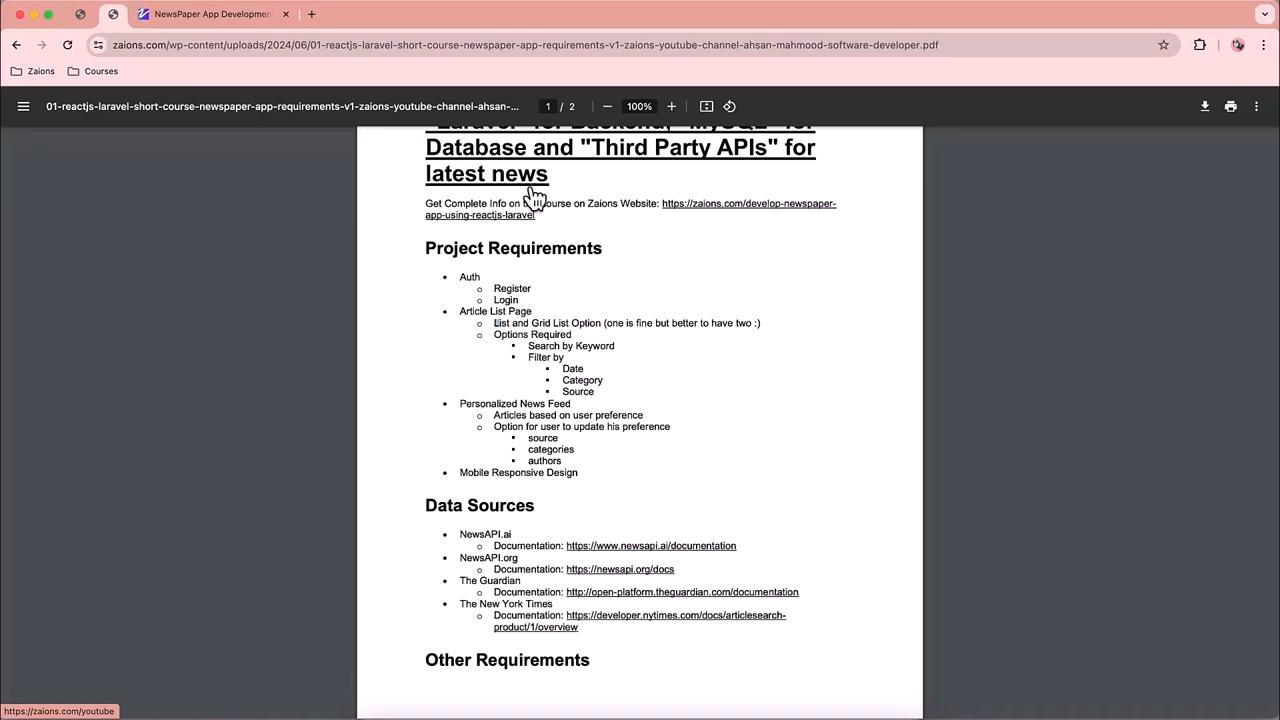 NewsPaper App Developmen
zaions.com/wp-content/uploads/2024/06/01-reactjs-laravel-short-course-newspaper-app-requirements-v1-zaions-youtube-channel-ahsan-mahmood-software-developer.pdf
Zaions
Courses
01-reactjs-laravel-short-course-newspaper-app-requirements-v1-zaions-youtube-channel-ahsan-...
1 / 2
100%
"Laravel" for Backend, "MySQL" for
Database and "Third Party APIs" for
latest news
Get Complete Info on ourse on Zaions Website: https://zaions.com/develop-newspaper-
app-using-reactjs-laravel
Project Requirements
• Auth
o Register
o Login
• Article List Page
o List and Grid List Option (one is fine but better to have two :)
o Options Required
▪ Search by Keyword
▪ Filter by
▪ Date
▪ Category
▪ Source
• Personalized News Feed
o Articles based on user preference
o Option for user to update his preference
▪ source
▪ categories
▪ authors
• Mobile Responsive Design
Data Sources
• NewsAPI.ai
o Documentation: https://www.newsapi.ai/documentation
• NewsAPI.org
o Documentation: https://newsapi.org/docs
• The Guardian
o Documentation: http://open-platform.theguardian.com/documentation
• The New York Times
o Documentation: https://developer.nytimes.com/docs/articlesearch-
product/1/overview
Other Requirements
https://zaions.com/youtube